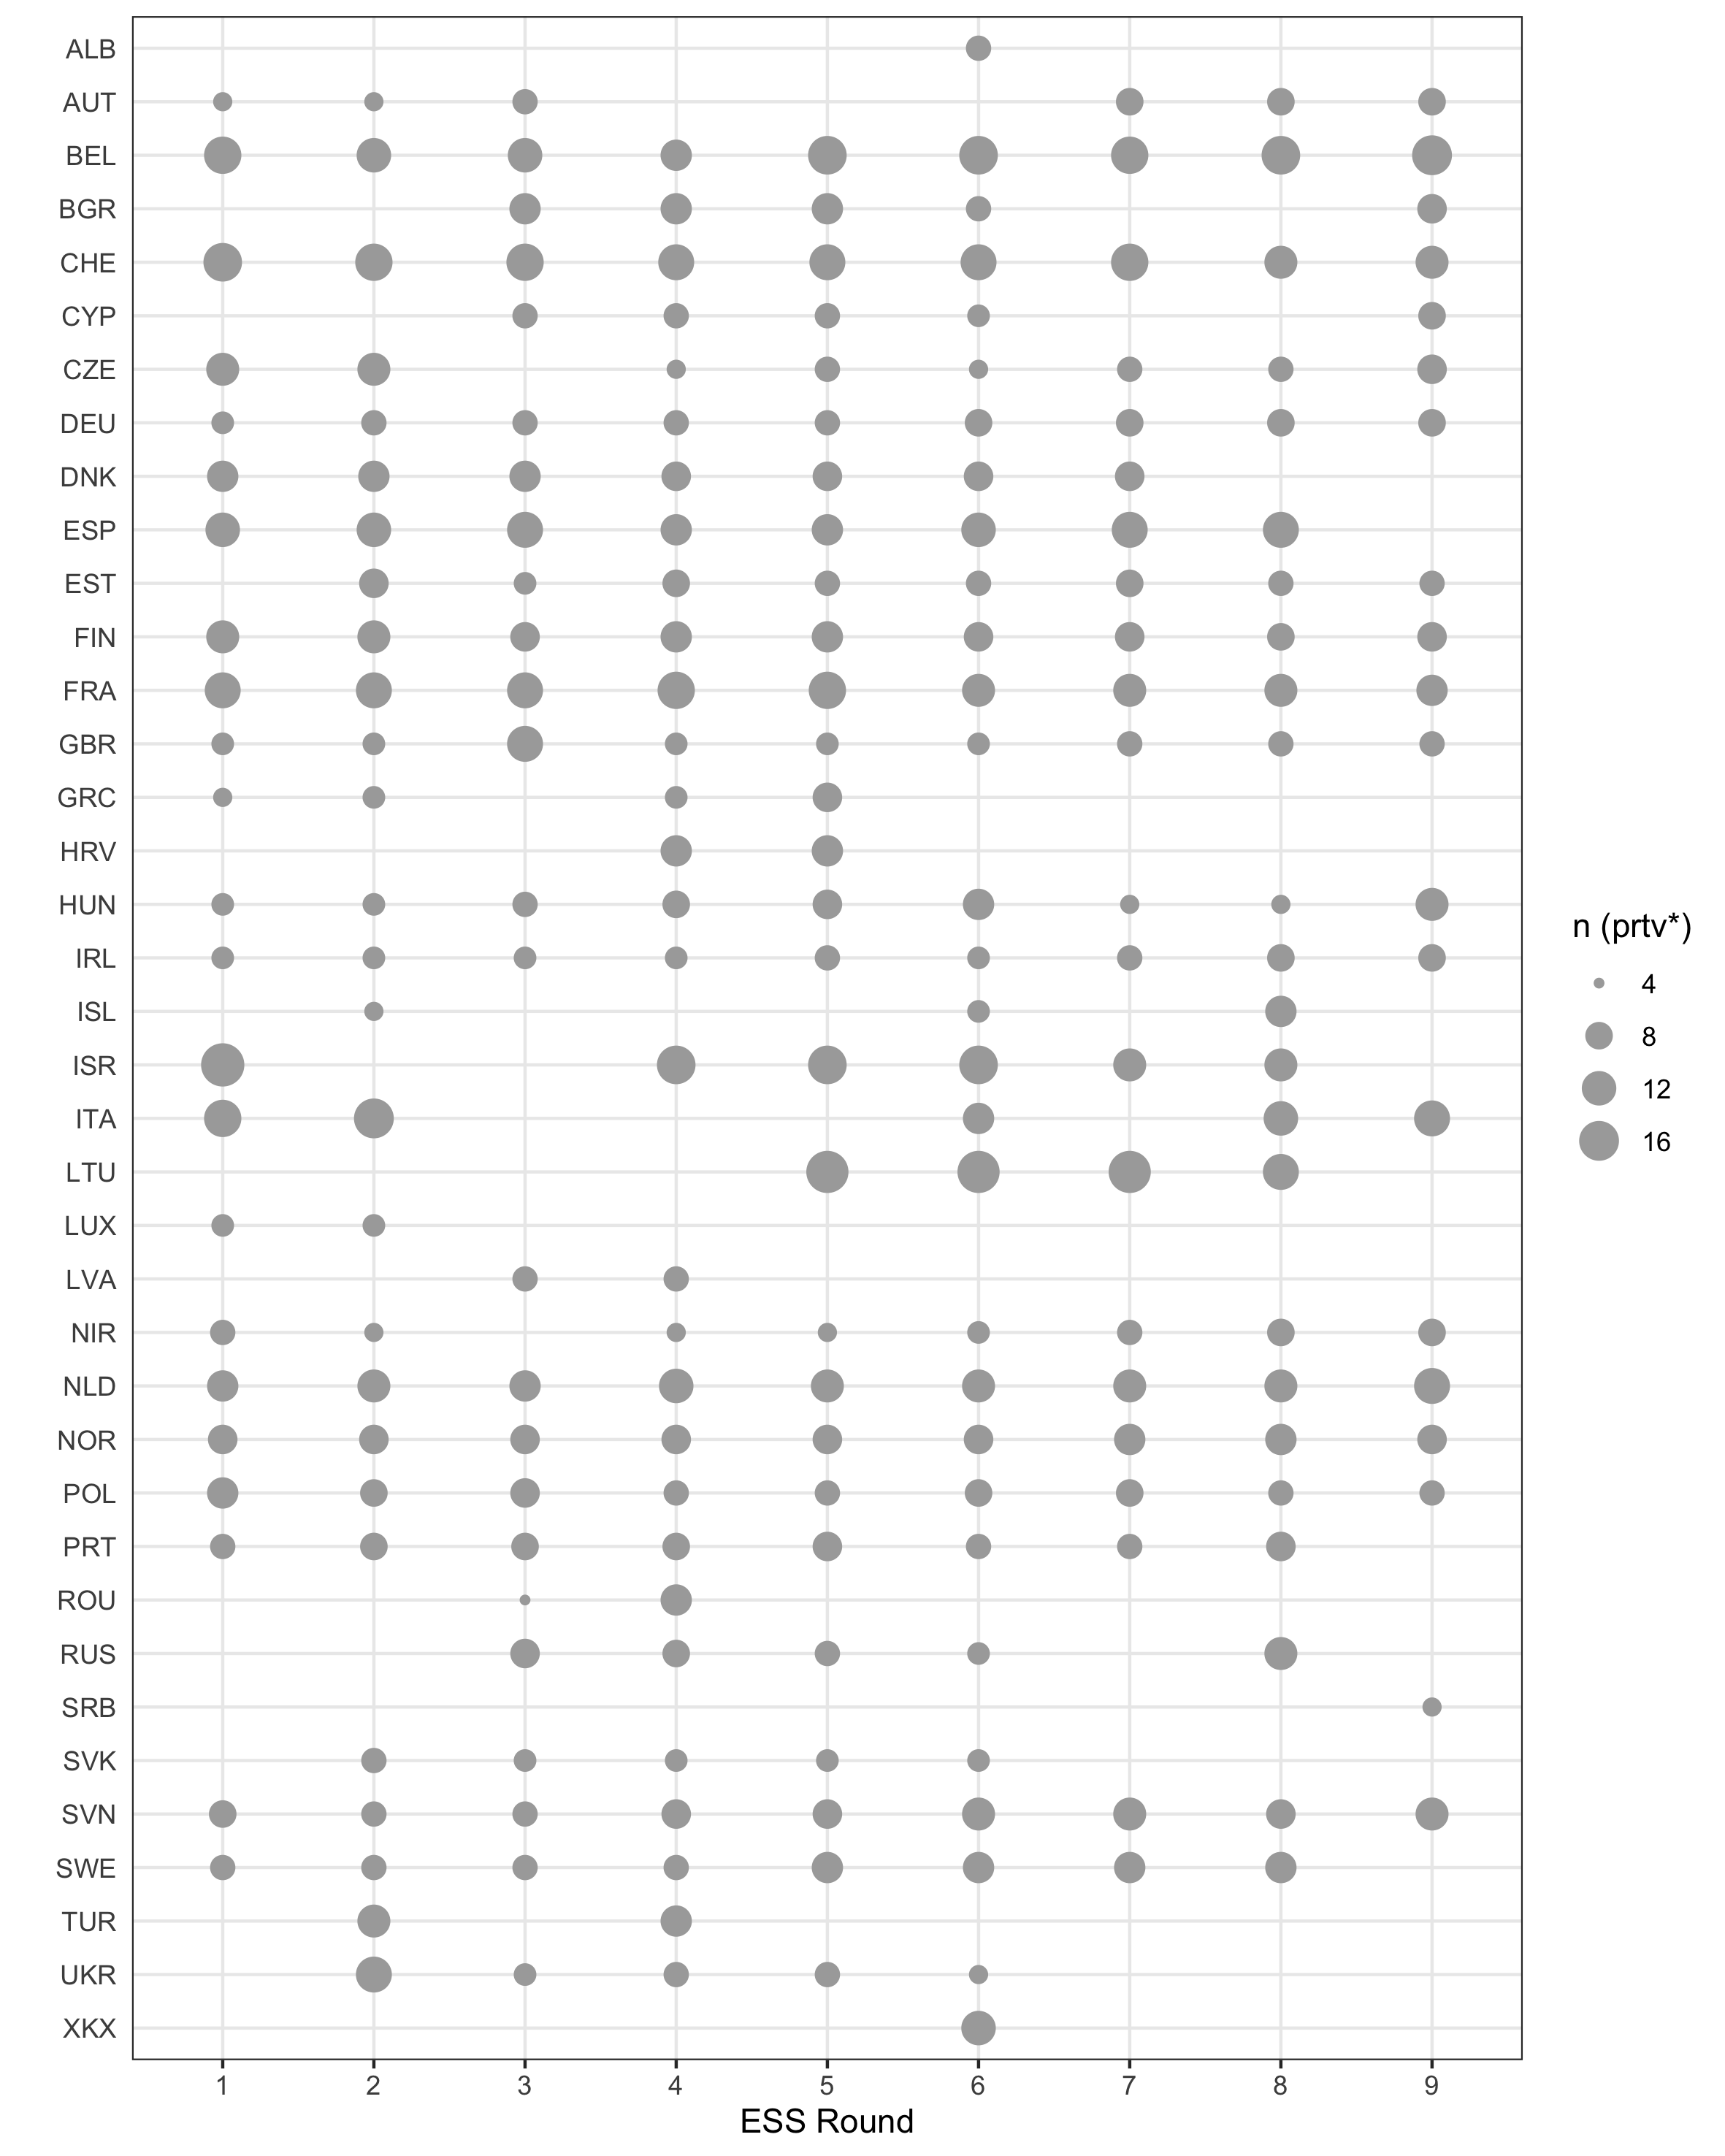 ALB
AUT
BEL
BGR
CHE
CYP
CZE
DEU
DNK
ESP
EST
FIN
FRA
GBR
GRC
HRV
HUN
IRL
ISL
ISR
ITA
LTU
LUX
LVA
NIR
NLD
NOR
POL
PRT
ROU
RUS
SRB
SVK
SVN
SWE
TUR
UKR
XKX
1 2 3 4 5 6 7 8 9
ESS Round
n (prtv*)
4
8
12
16